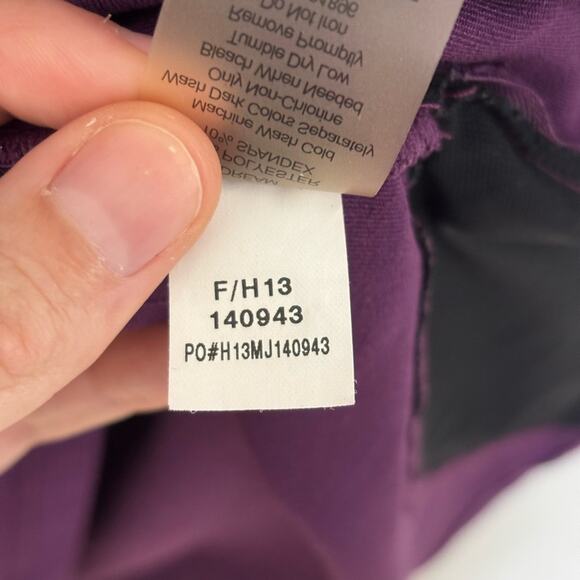 POLYESTER
10% SPANDEX
Machine Wash Cold
Wash Dark Colors Separately
Only Non-Chlorine
Bleach When Needed
Tumble Dry Low
Remove Promptly
Do Not Iron
F/H13
140943
PO#H13MJ140943